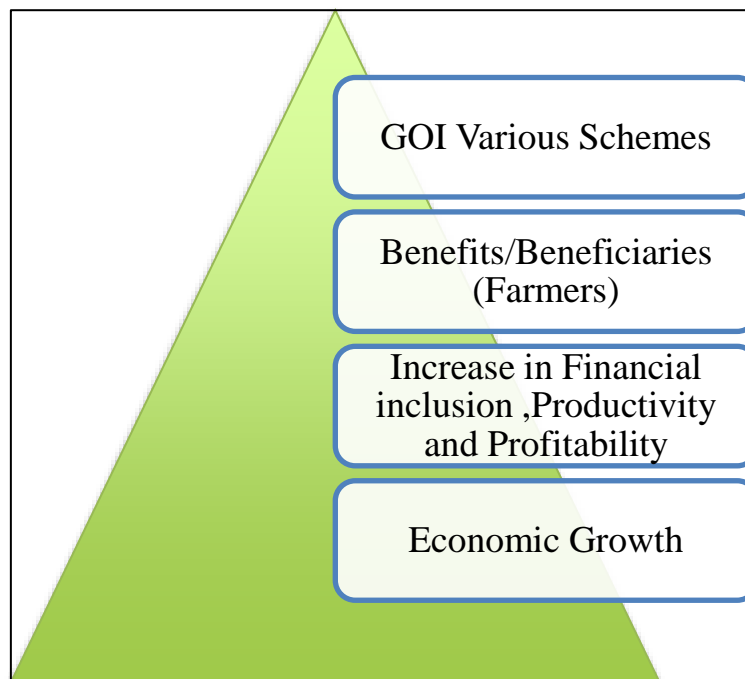 GOI Various Schemes
Benefits/Beneficiaries
(Farmers)
Increase in Financial
inclusion ,Productivity
and Profitability
Economic Growth